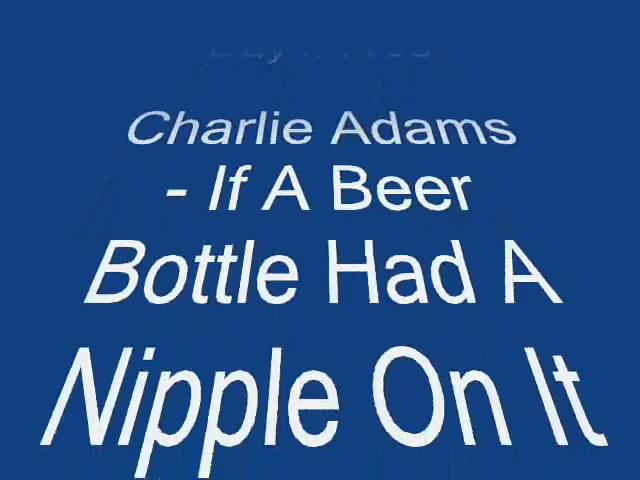 Charlie Adams
- If A Beer
Bottle Had A
Nipple On It